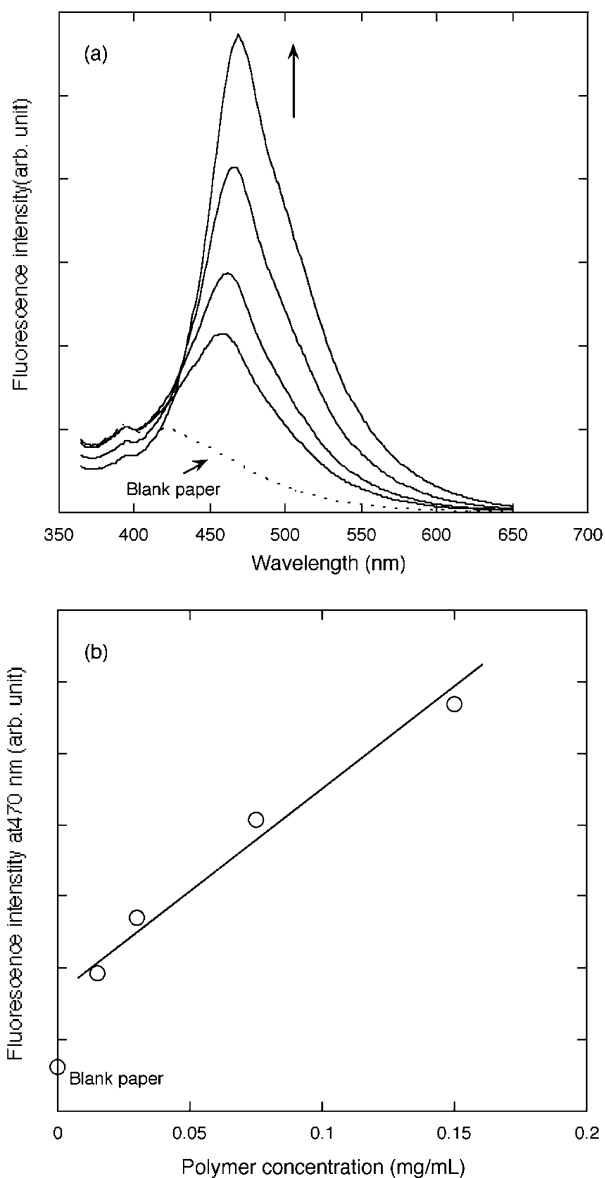 (a)
Fluorescence intensity(arb. unit)
Blank paper
350 400 450 500 550 600 650 700
Wavelength (nm)
(b)
Fluorescence intenstity at470 nm (arb. unit)
Blank paper
0 0.05 0.1 0.15 0.2
Polymer concentration (mg/mL)